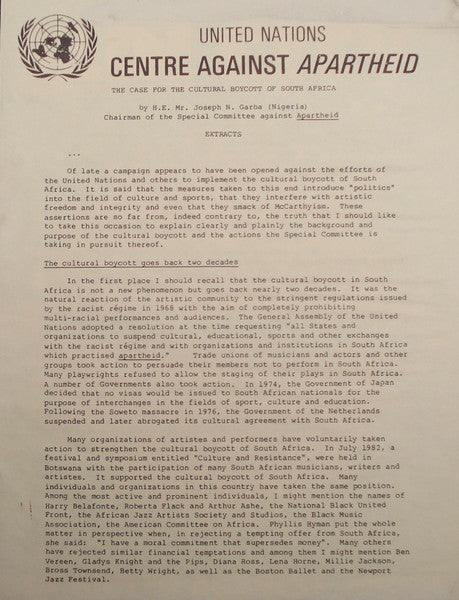 UNITED NATIONS
CENTRE AGAINST APARTHEID
THE CASE FOR THE CULTURAL BOYCOTT OF SOUTH AFRICA
by H.E. Mr. Joseph N. Garba (Nigeria)
Chairman of the Special Committee against Apartheid
EXTRACTS
...
Of late a campaign appears to have been opened against the efforts of
the United Nations and others to implement the cultural boycott of South
Africa. It is said that the measures taken to this end introduce "politics"
into the field of culture and sports, that they interfere with artistic
freedom and integrity and even that they smack of McCarthyism. These
assertions are so far from, indeed contrary to, the truth that I should like
to take this occasion to explain clearly and plainly the background and
purpose of the cultural boycott and the actions the Special Committee is
taking in pursuit thereof.
The cultural boycott goes back two decades
In the first place I should recall that the cultural boycott in South
Africa is not a new phenomenon but goes back nearly two decades. It was the
natural reaction of the artistic community to the stringent regulations issued
by the racist régime in 1965 with the aim of completely prohibiting
multi-racial performances and audiences. The General Assembly of the United
Nations adopted a resolution at the time requesting "all States and
organizations to suspend cultural, educational, sports and other exchanges
with the racist régime and with organizations and institutions in South Africa
which practised apartheid." Trade unions of musicians and actors and other
groups took action to persuade their members not to perform in South Africa.
Many playwrights refused to allow the staging of their plays in South Africa.
A number of Governments also took action. In 1974, the Government of Japan
decided that no visas would be issued to South African nationals for the
purpose of interchanges in the fields of sport, culture and education.
Following the Soweto massacre in 1976, the Government of the Netherlands
suspended and later abrogated its cultural agreement with South Africa.
Many organizations of artists and performers have voluntarily taken
action to strengthen the cultural boycott of South Africa. In July 1982, a
festival and symposium entitled "Culture and Resistance", were held in
Botswana with the participation of many South African musicians, writers and
artistes. It supported the cultural boycott of South Africa. Many
individuals and organizations in this country have taken the same position.
Among the most active and prominent individuals, I might mention the names of
Harry Belafonte, Roberta Flack and Arthur Ashe, the National Black United
Front, the African Jazz Artists Society and Studios, the Black Music
Association, the American Committee on Africa. Phyllis Hyman put the whole
matter in perspective when, in rejecting a tempting offer from South Africa,
she said: "I have a moral commitment that supersedes money". Many others
have rejected similar financial temptations and among them I might mention Ben
Vereen, Gladys Knight and the Pips, Diana Ross, Lena Horne, Millie Jackson,
Bross Townsend, Betty Wright, as well as the Boston Ballet and the Newport
Jazz Festival.